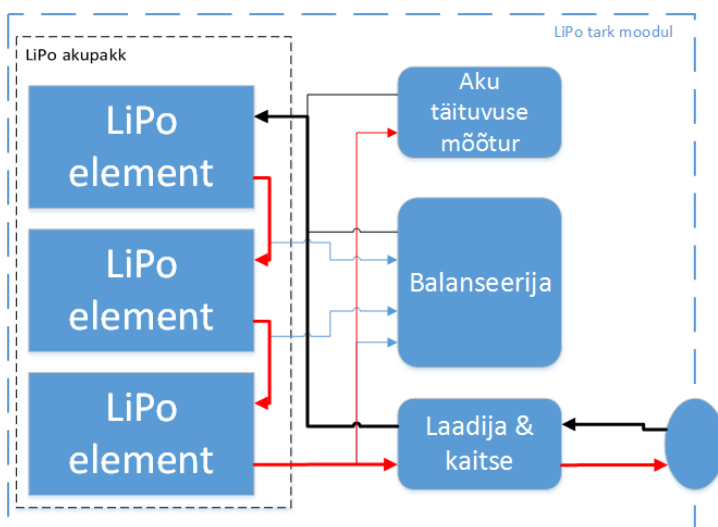 LiPo tark moodul
LiPo akupakk
LiPo
element
LiPo
element
LiPo
element
Aku
täituvuse
mõõtur
Balanseerija
Laadija &
kaitse